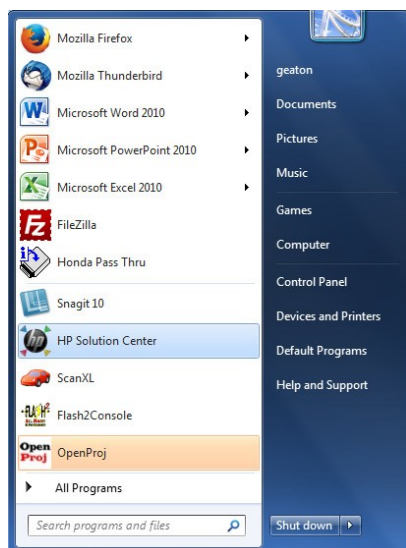 Mozilla Firefox
Mozilla Thunderbird
Microsoft Word 2010
Microsoft PowerPoint 2010
Microsoft Excel 2010
FileZilla
Honda Pass Thru
Snagit 10
HP Solution Center
ScanXL
Flash2Console
Open
Proj
OpenProj
All Programs
Search programs and files
geaton
Documents
Pictures
Music
Games
Computer
Control Panel
Devices and Printers
Default Programs
Help and Support
Shut down